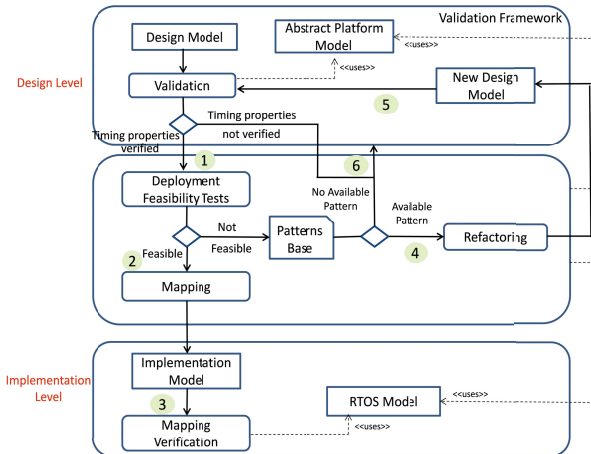 Validation Framework
Design Model
Abstract Platform
Model
<<uses>>
<<uses>>
Design Level
Validation
New Design
Model
5
Timing properties
not verified
Timing properties
verified
1
6
Deployment
Feasibility Tests
No Available
Pattern
Available
Pattern
Not
Feasible
Patterns
Base
Refactoring
4
2
Feasible
Mapping
Implementation
Level
Implementation
Model
3
RTOS Model
<<uses>>
Mapping
Verification
<<uses>>